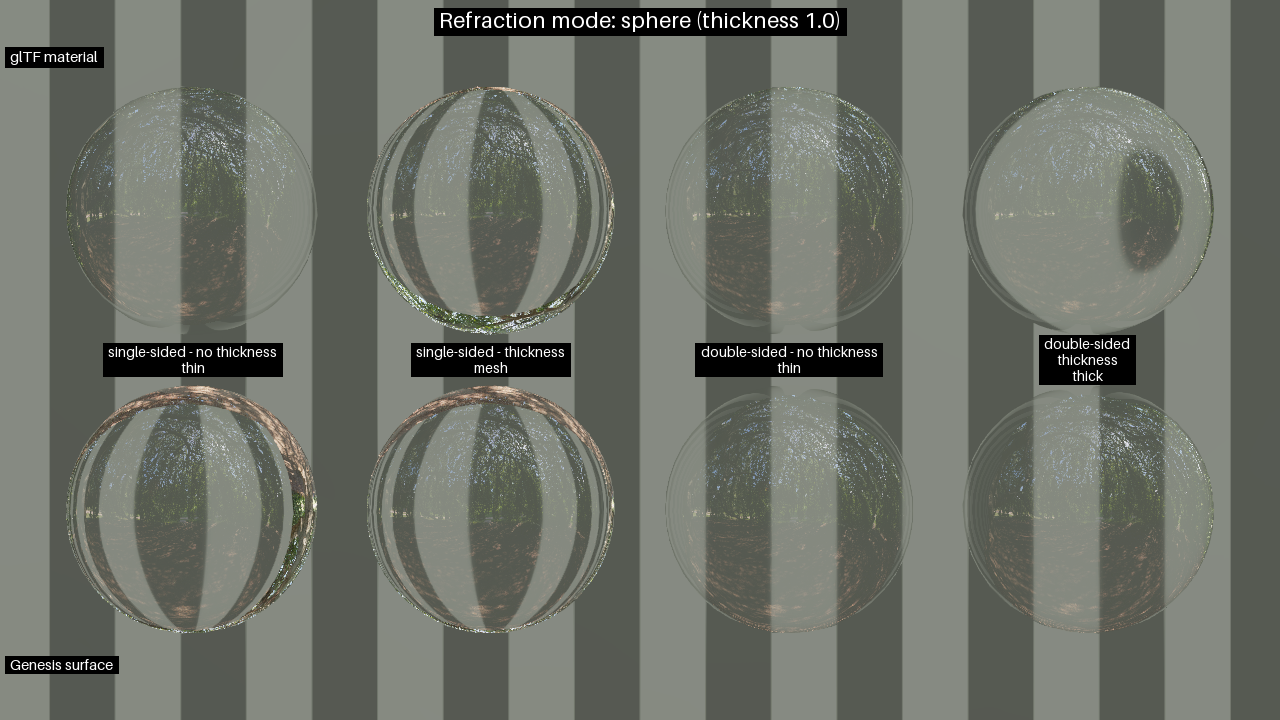 Refraction mode: sphere (thickness 1.0)
glTF material
single-sided - no thickness
thin
single-sided - thickness
mesh
double-sided - no thickness
thin
double-sided
thickness
thick
Genesis surface